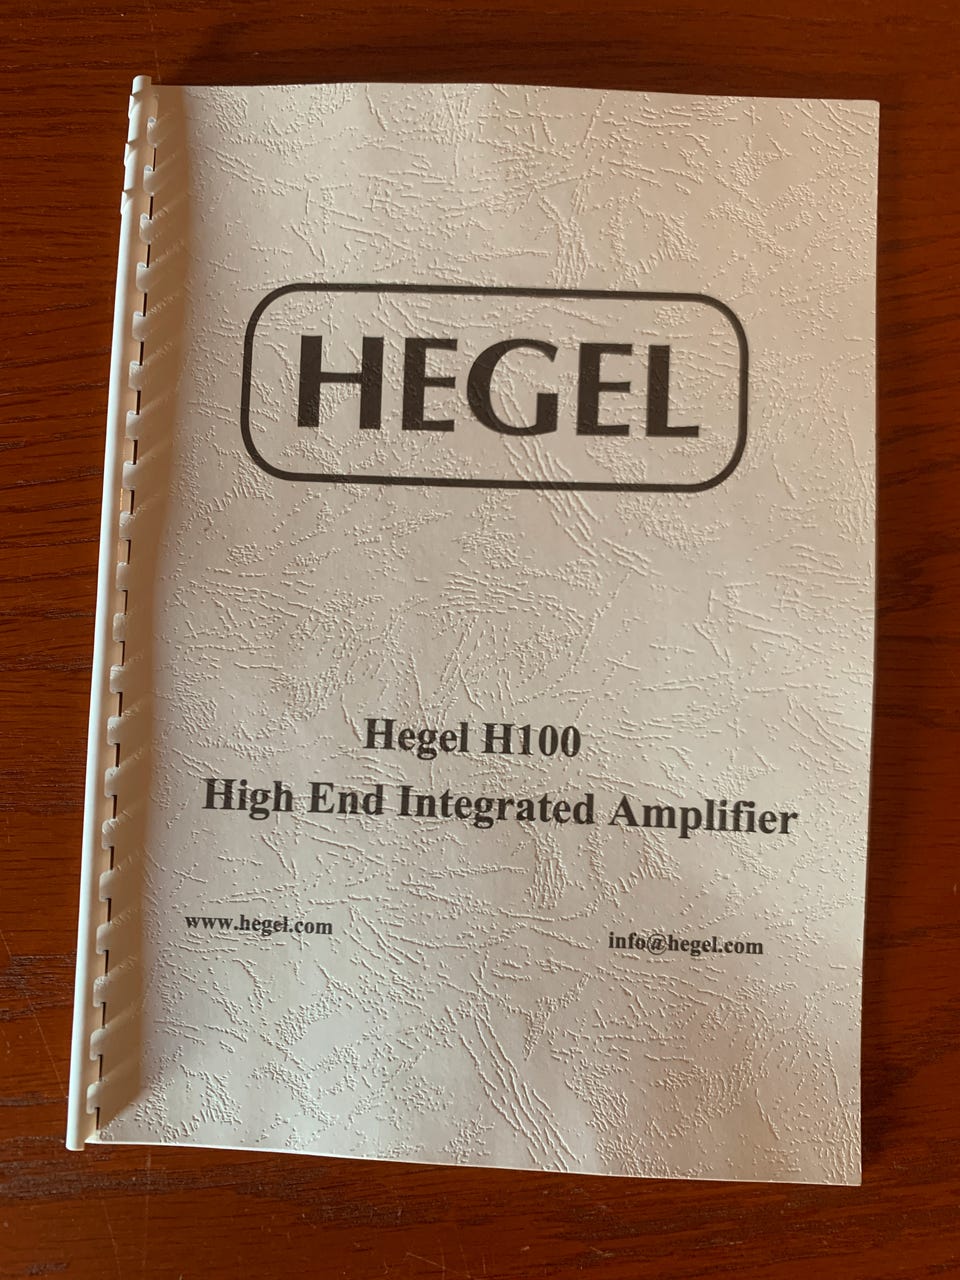 HEGEL
Hegel H100
High End Integrated Amplifier
www.hegel.com
info@hegel.com